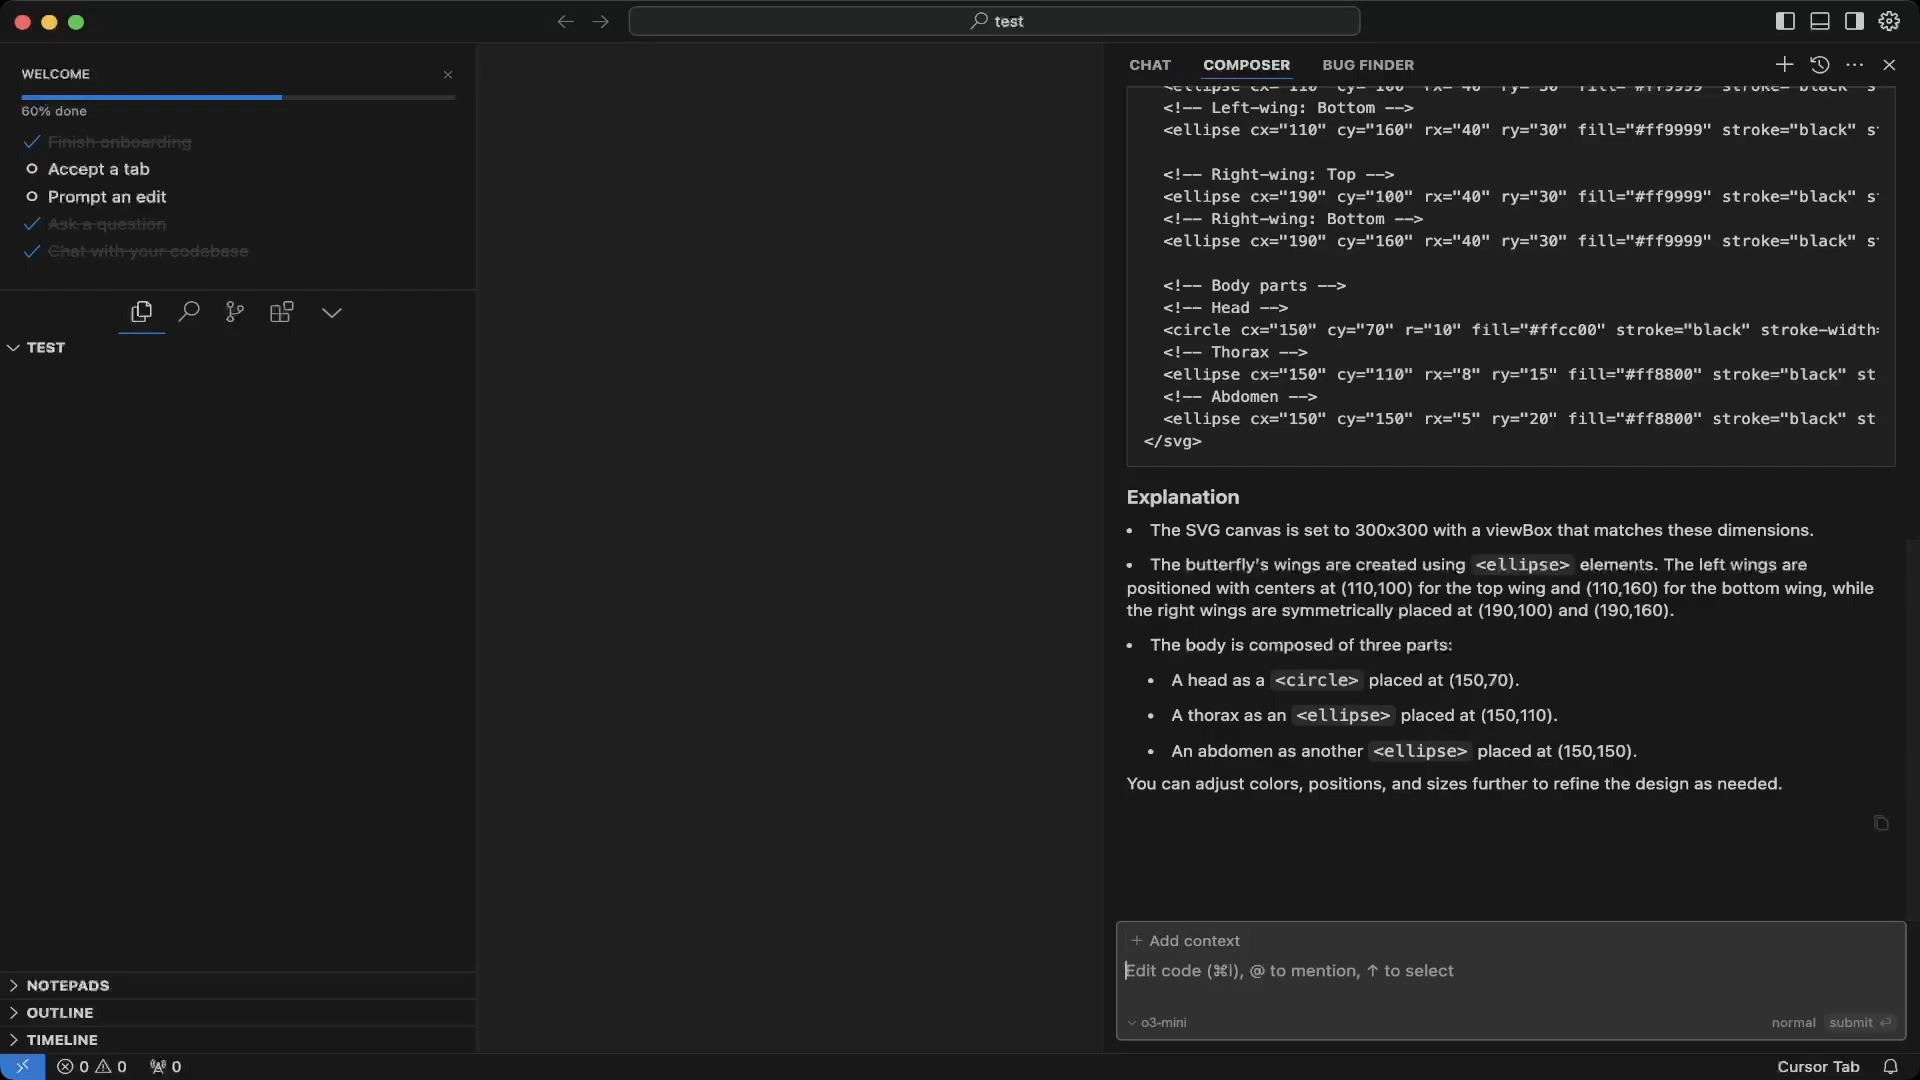 test
WELCOME
60% done
Finish onboarding
Accept a tab
Prompt an edit
Ask a question
Chat with your codebase
TEST
NOTEPADS
OUTLINE
TIMELINE
0 0 0
CHAT COMPOSER BUG FINDER
<!-- Left-wing: Bottom -->
<ellipse cx="110" cy="160" rx="40" ry="30" fill="#ff9999" stroke="black"
<!-- Right-wing: Top -->
<ellipse cx="190" cy="100" rx="40" ry="30" fill="#ff9999" stroke="black"
<!-- Right-wing: Bottom -->
<ellipse cx="190" cy="160" rx="40" ry="30" fill="#ff9999" stroke="black"
<!-- Body parts -->
<!-- Head -->
<circle cx="150" cy="70" r="10" fill="#ffcc00" stroke="black" stroke-width=
<!-- Thorax -->
<ellipse cx="150" cy="110" rx="8" ry="15" fill="#ff8800" stroke="black" st
<!-- Abdomen -->
<ellipse cx="150" cy="150" rx="5" ry="20" fill="#ff8800" stroke="black" st
</svg>
Explanation
• The SVG canvas is set to 300x300 with a viewBox that matches these dimensions.
• The butterfly's wings are created using <ellipse> elements. The left wings are
positioned with centers at (110,100) for the top wing and (110,160) for the bottom wing, while
the right wings are symmetrically placed at (190,100) and (190,160).
• The body is composed of three parts:
• A head as a <circle> placed at (150,70).
• A thorax as an <ellipse> placed at (150,110).
• An abdomen as another <ellipse> placed at (150,150).
You can adjust colors, positions, and sizes further to refine the design as needed.
+ Add context
Edit code (⌘I), @ to mention, ↑ to select
o3-mini normal submit
Cursor Tab